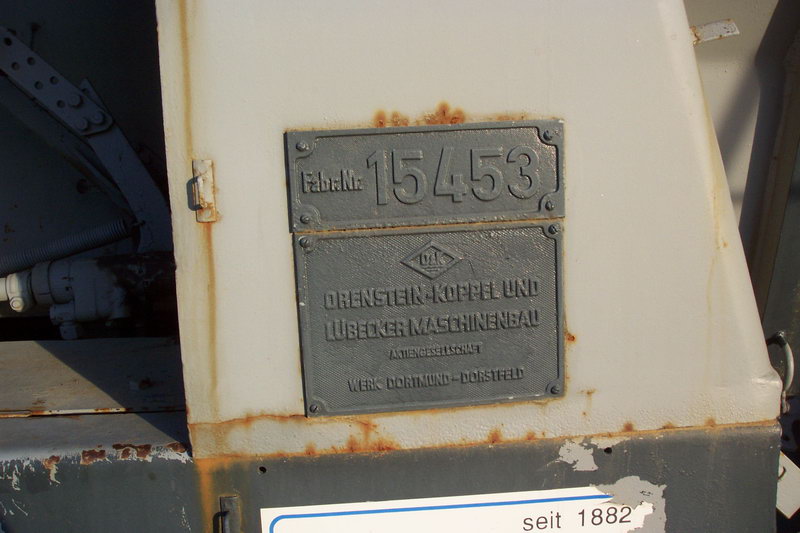 Fabr.Nr. 15453
O&K
ORENSTEIN-KOPPEL UND
LÜBECKER MASCHINENBAU
AKTIENGESELLSCHAFT
WERK DORTMUND-DORSTFELD
seit 1882